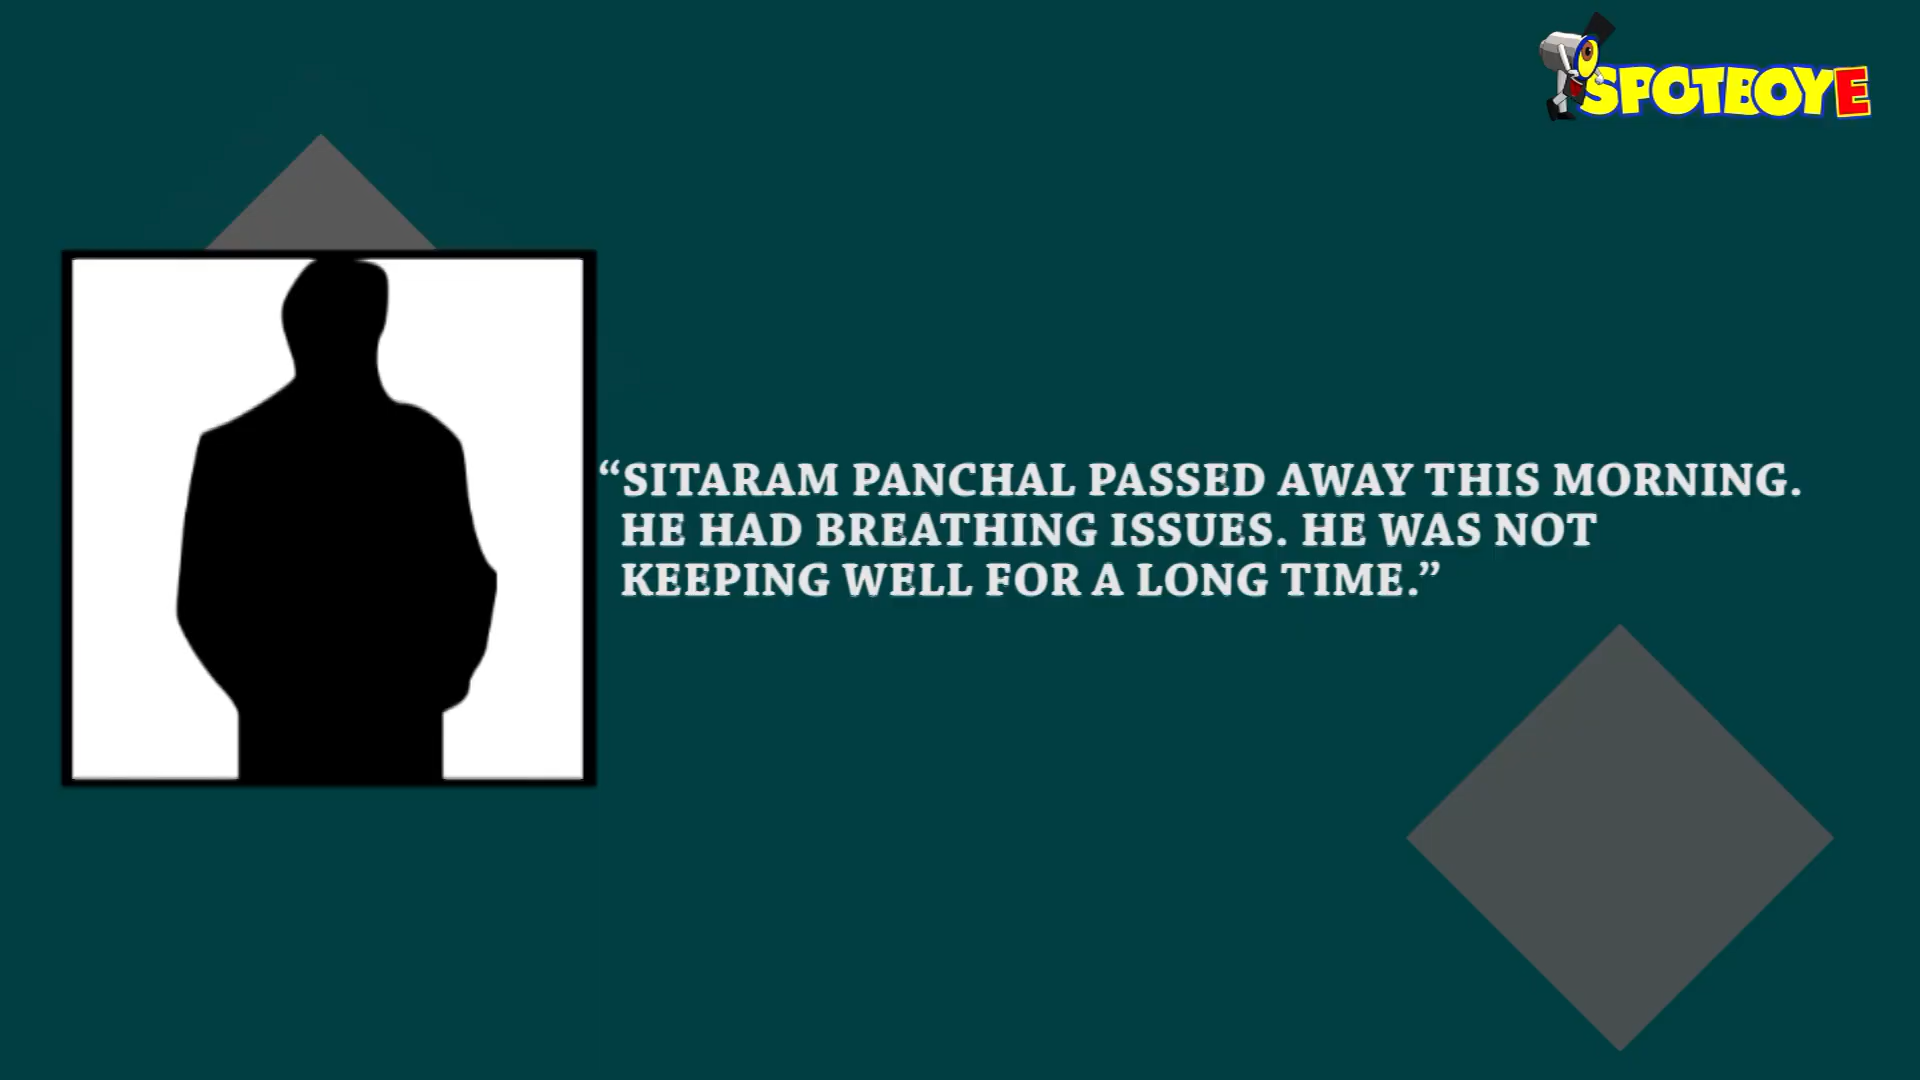 SPOTBOYE
“SITARAM PANCHAL PASSED AWAY THIS MORNING.
HE HAD BREATHING ISSUES. HE WAS NOT
KEEPING WELL FOR A LONG TIME.”